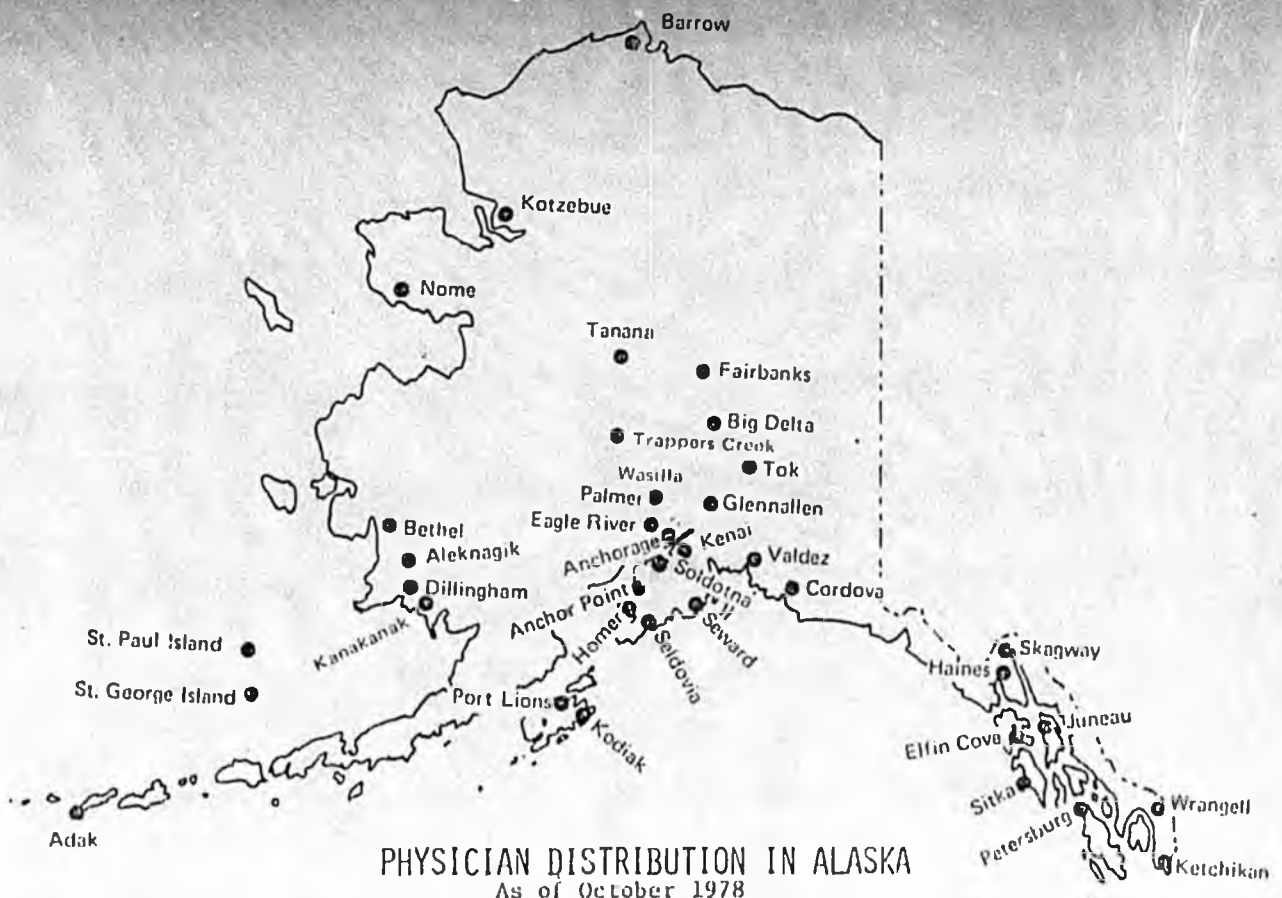 Barrow
Kotzebue
Nome
Tanana
Fairbanks
Big Delta
Trappors Creek
Tok
Wasilla
Palmer
Glennallen
Eagle River
Bethel
Anchorage
Kenai
Aleknagik
Valdez
Soldotna
Dillingham
Anchor Point
Cordova
Kanakanak
Homer
Seward
Seldovia
St. Paul Island
Skagway
Haines
St. George Island
Port Lions
Kodiak
Juneau
Elfin Cove
Sitka
Adak
Petersburg
Wrangell
Ketchikan
PHYSICIAN DISTRIBUTION IN ALASKA
As of October 1978